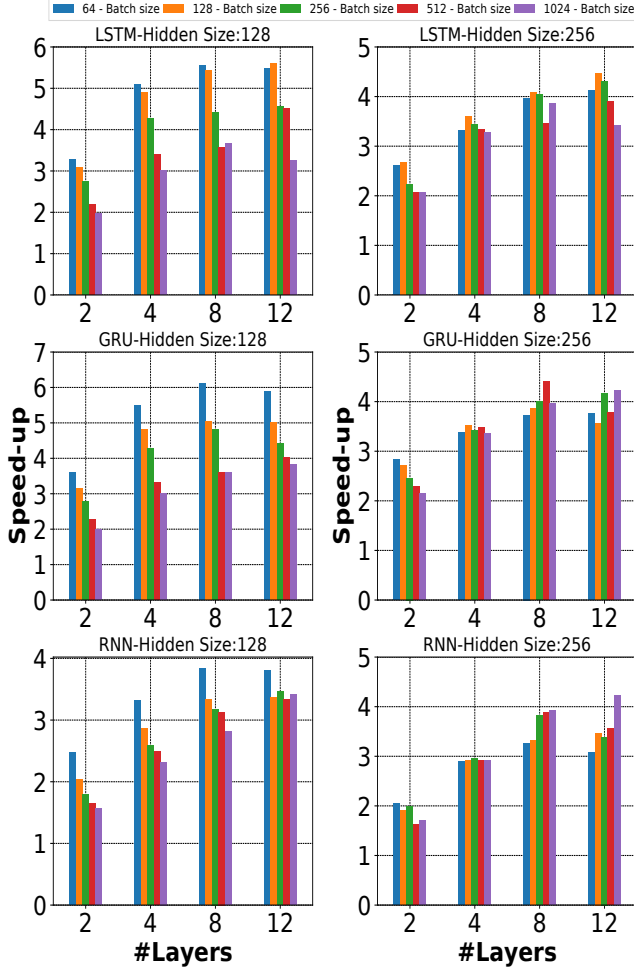 64 - Batch size 128 - Batch size 256 - Batch size 512 - Batch size 1024 - Batch size
LSTM-Hidden Size:128
6
5
4
3
2
1
0
2 4 8 12
LSTM-Hidden Size:256
5
4
3
2
1
0
2 4 8 12
GRU-Hidden Size:128
Speed-up
7
6
5
4
3
2
1
0
2 4 8 12
GRU-Hidden Size:256
Speed-up
5
4
3
2
1
0
2 4 8 12
RNN-Hidden Size:128
4
3
2
1
0
2 4 8 12
#Layers
RNN-Hidden Size:256
5
4
3
2
1
0
2 4 8 12
#Layers